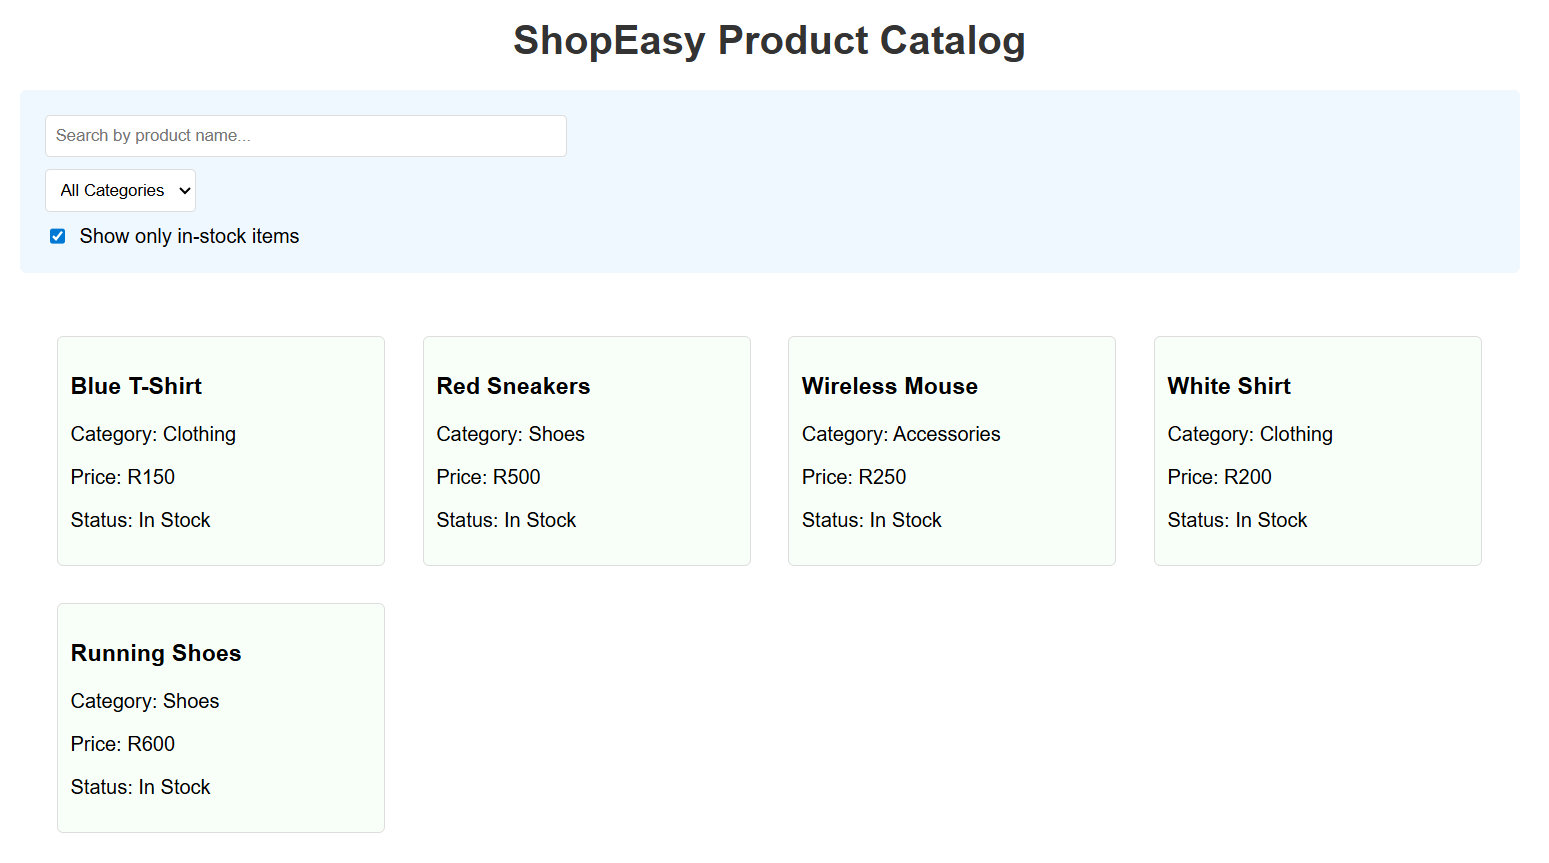 ShopEasy Product Catalog
Search by product name...
All Categories
Show only in-stock items
Blue T-Shirt
Category: Clothing
Price: R150
Status: In Stock
Red Sneakers
Category: Shoes
Price: R500
Status: In Stock
Wireless Mouse
Category: Accessories
Price: R250
Status: In Stock
White Shirt
Category: Clothing
Price: R200
Status: In Stock
Running Shoes
Category: Shoes
Price: R600
Status: In Stock